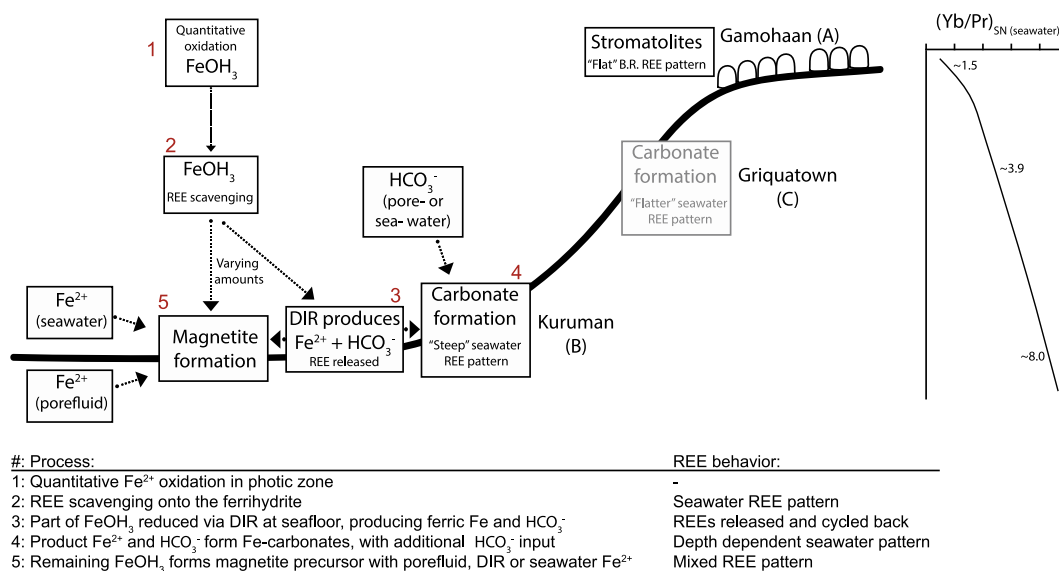 1
Quantitative
oxidation
FeOH₃
2
FeOH₃
REE scavenging
Varying
amounts
Fe²⁺
(seawater)
Fe²⁺
(porefluid)
5
Magnetite
formation
3
DIR produces
Fe²⁺ + HCO₃⁻
REE released
HCO₃⁻
(pore- or
sea- water)
4
Carbonate
formation
"Steep" seawater
REE pattern
Kuruman
(B)
Stromatolites
"Flat" B.R. REE pattern
Gamohaan (A)
Carbonate
formation
"Flatter" seawater
REE pattern
Griquatown
(C)
(Yb/Pr)SN (seawater)
~1.5
~3.9
~8.0
#: Process: REE behavior:
1: Quantitative Fe²⁺ oxidation in photic zone -
2: REE scavenging onto the ferrihydrite Seawater REE pattern
3: Part of FeOH₃ reduced via DIR at seafloor, producing ferric Fe and HCO₃⁻ REEs released and cycled back
4: Product Fe²⁺ and HCO₃⁻ form Fe-carbonates, with additional HCO₃⁻ input Depth dependent seawater pattern
5: Remaining FeOH₃ forms magnetite precursor with porefluid, DIR or seawater Fe²⁺ Mixed REE pattern